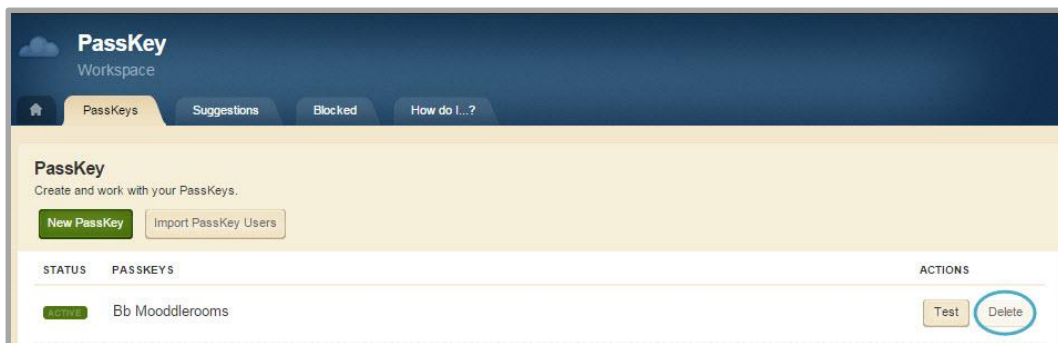 PassKey
Workspace
PassKeys Suggestions Blocked How do I...?
PassKey
Create and work with your PassKeys.
New PassKey Import PassKey Users
STATUS PASSKEYS ACTIONS
ACTIVE Bb Mooddlerooms Test Delete